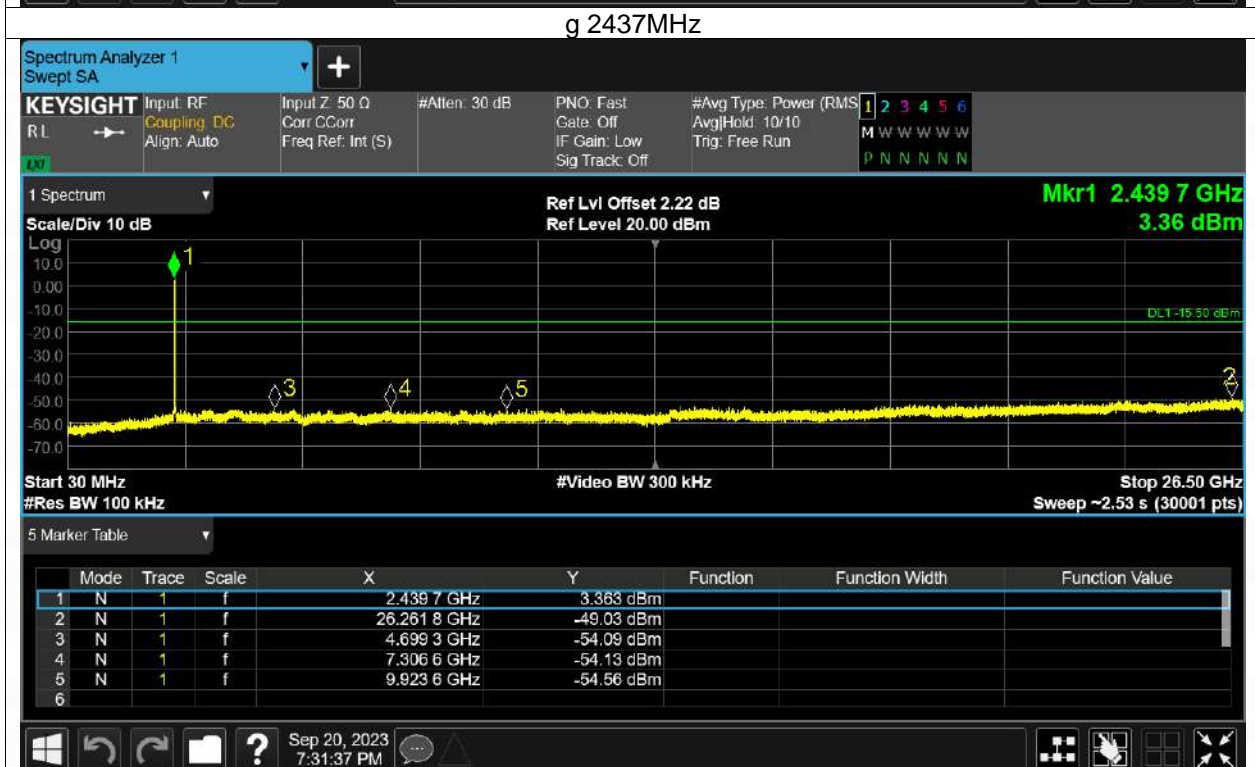 g 2437MHz
Spectrum Analyzer 1
Swept SA
+
KEYSIGHT Input: RF Input Z: 50 Ω #Atten: 30 dB PNO: Fast #Avg Type: Power (RMS 1 2 3 4 5 6
RL Coupling: DC Corr CCorr Gate: Off Avg|Hold: 10/10 M W W W W W
Align: Auto Freq Ref: Int (S) IF Gain: Low Trig: Free Run
LXI Sig Track: Off P N N N N N
1 Spectrum Ref Lvl Offset 2.22 dB Mkr1 2.439 7 GHz
Scale/Div 10 dB Ref Level 20.00 dBm 3.36 dBm
Log
10.0 1
0.00
-10.0 DL1 -15.50 dBm
-20.0
-30.0
-40.0 3 4 5 2
-50.0
-60.0
-70.0
Start 30 MHz #Video BW 300 kHz Stop 26.50 GHz
#Res BW 100 kHz Sweep ~2.53 s (30001 pts)
5 Marker Table
Mode Trace Scale X Y Function Function Width Function Value
1 N 1 f 2.439 7 GHz 3.363 dBm
2 N 1 f 26.261 8 GHz -49.03 dBm
3 N 1 f 4.699 3 GHz -54.09 dBm
4 N 1 f 7.306 6 GHz -54.13 dBm
5 N 1 f 9.923 6 GHz -54.56 dBm
6
? Sep 20, 2023
7:31:37 PM